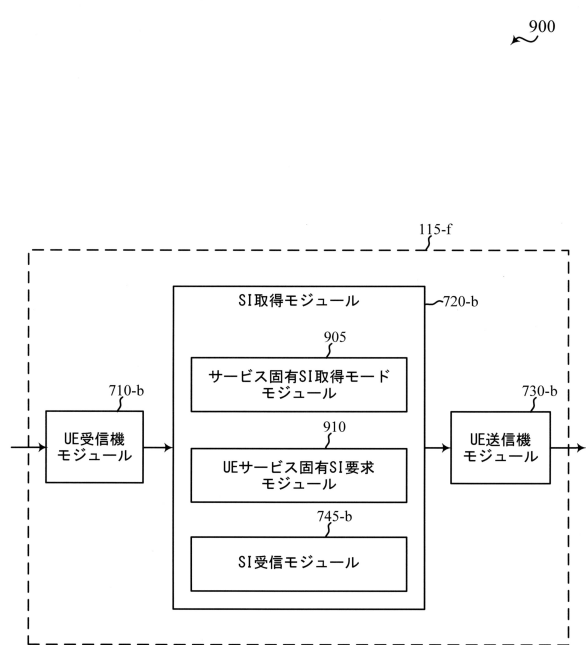 900
115-f
SI取得モジュール
720-b
905
サービス固有SI取得モード
モジュール
710-b
UE受信機
モジュール
730-b
UE送信機
モジュール
910
UEサービス固有SI要求
モジュール
745-b
SI受信モジュール